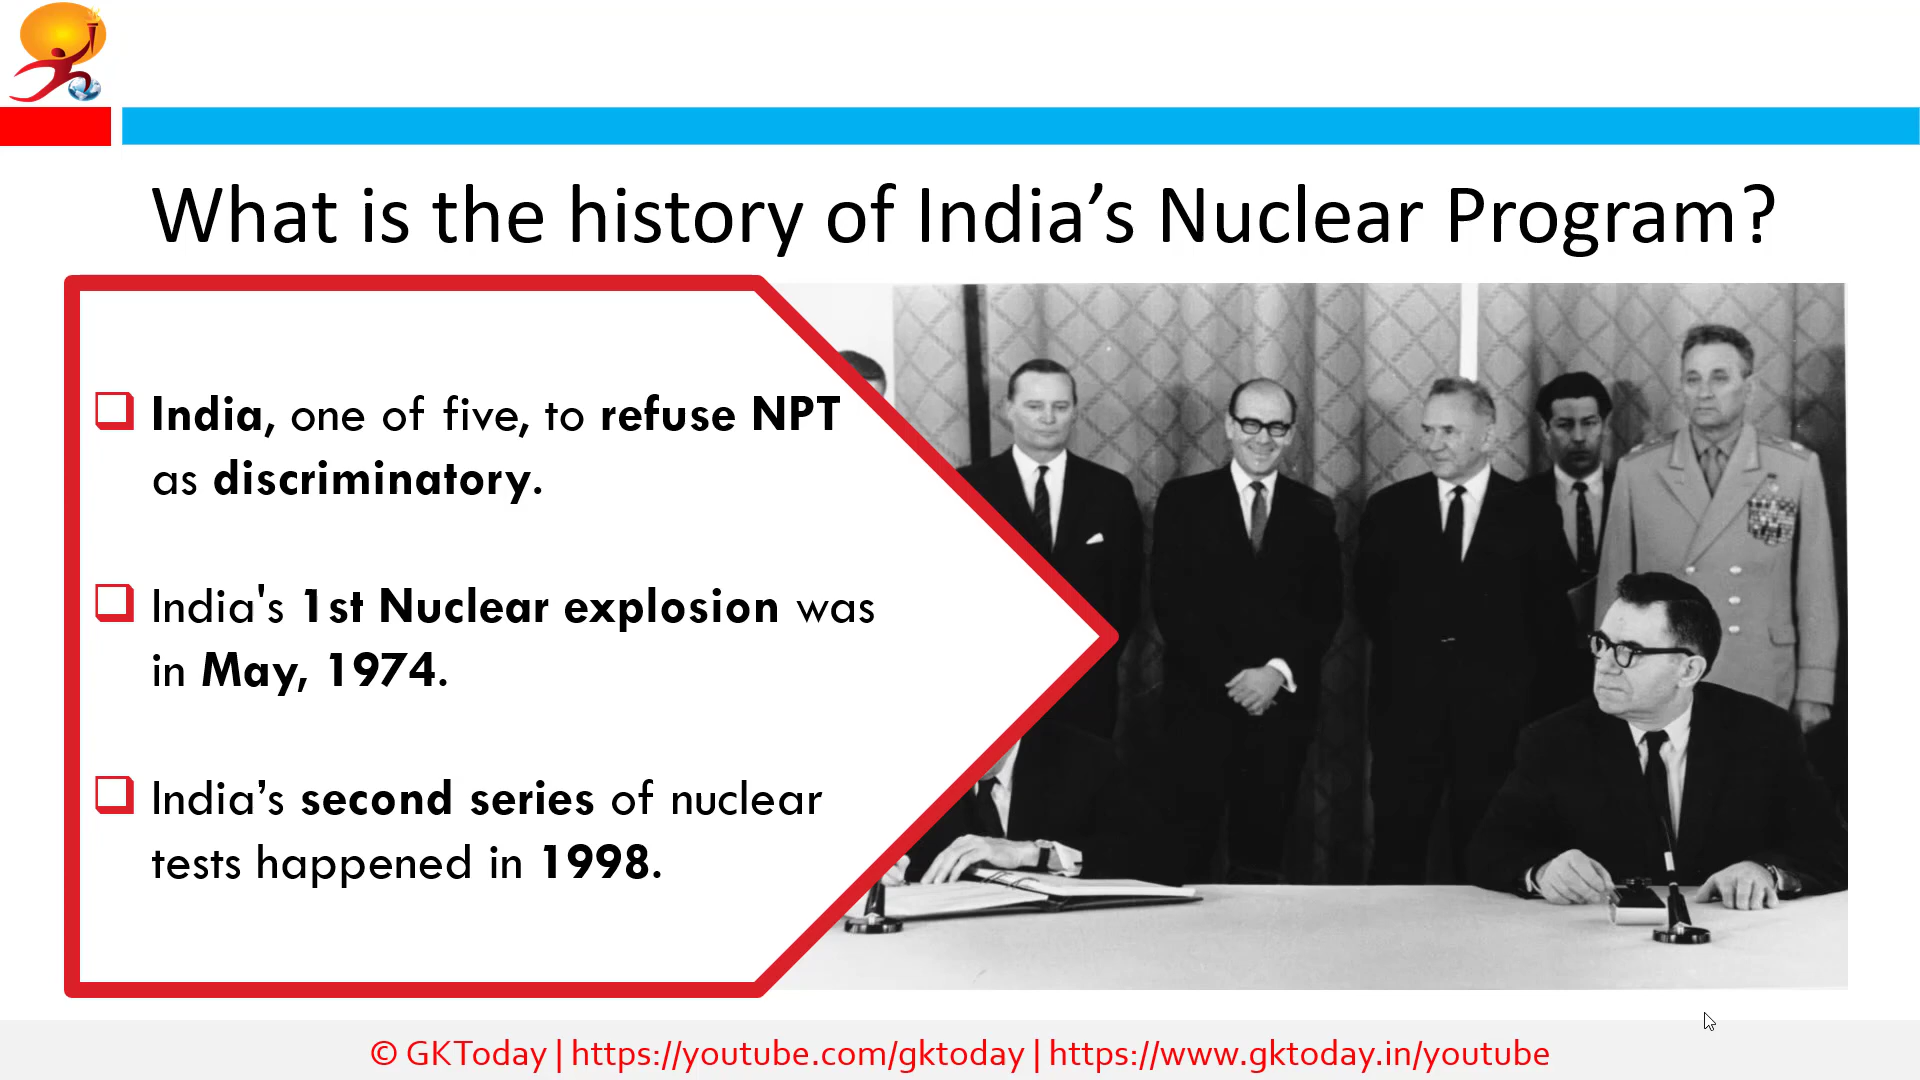 What is the history of India’s Nuclear Program?
India, one of five, to refuse NPT
as discriminatory.
India's 1st Nuclear explosion was
in May, 1974.
India’s second series of nuclear
tests happened in 1998.
© GKToday | https://youtube.com/gktoday | https://www.gktoday.in/youtube